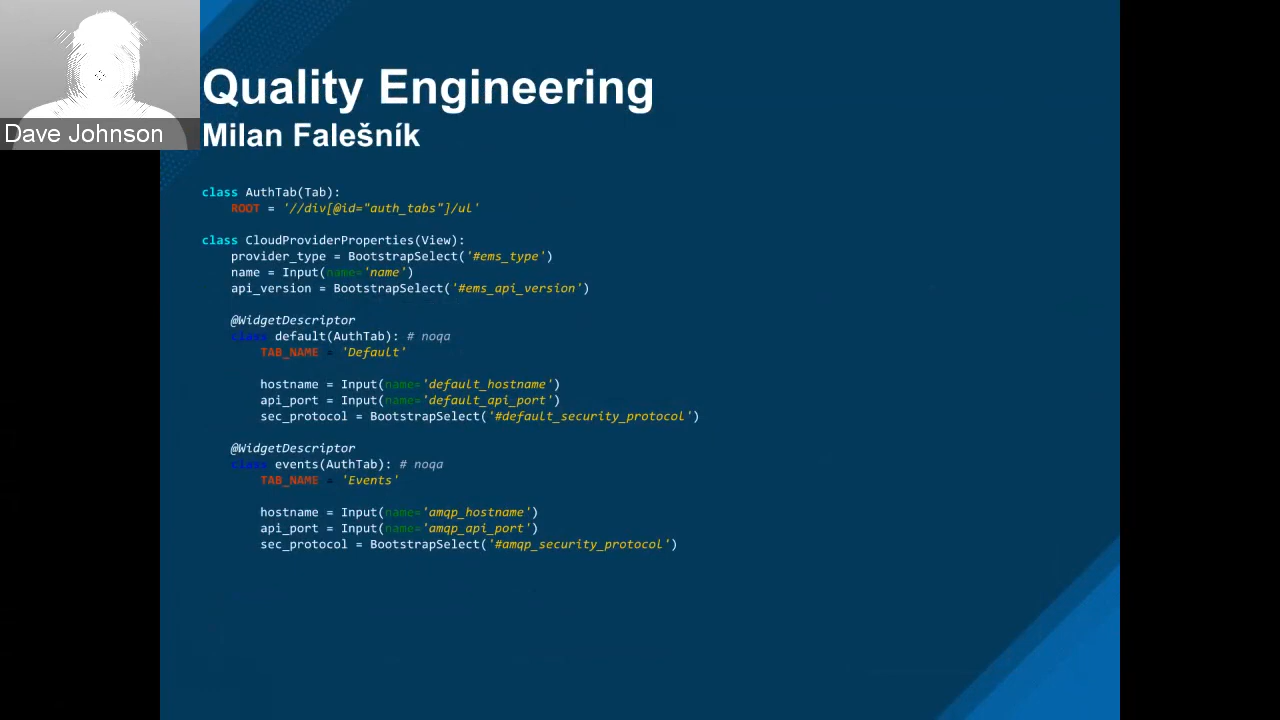 Dave Johnson
Quality Engineering
Milan Falešník
class AuthTab(Tab):
ROOT = '//div[@id="auth_tabs"]/ul'
class CloudProviderProperties(View):
provider_type = BootstrapSelect('#ems_type')
name = Input(name='name')
api_version = BootstrapSelect('#ems_api_version')
@WidgetDescriptor
class default(AuthTab): # noqa
TAB_NAME = 'Default'
hostname = Input(name='default_hostname')
api_port = Input(name='default_api_port')
sec_protocol = BootstrapSelect('#default_security_protocol')
@WidgetDescriptor
class events(AuthTab): # noqa
TAB_NAME = 'Events'
hostname = Input(name='amqp_hostname')
api_port = Input(name='amqp_api_port')
sec_protocol = BootstrapSelect('#amqp_security_protocol')